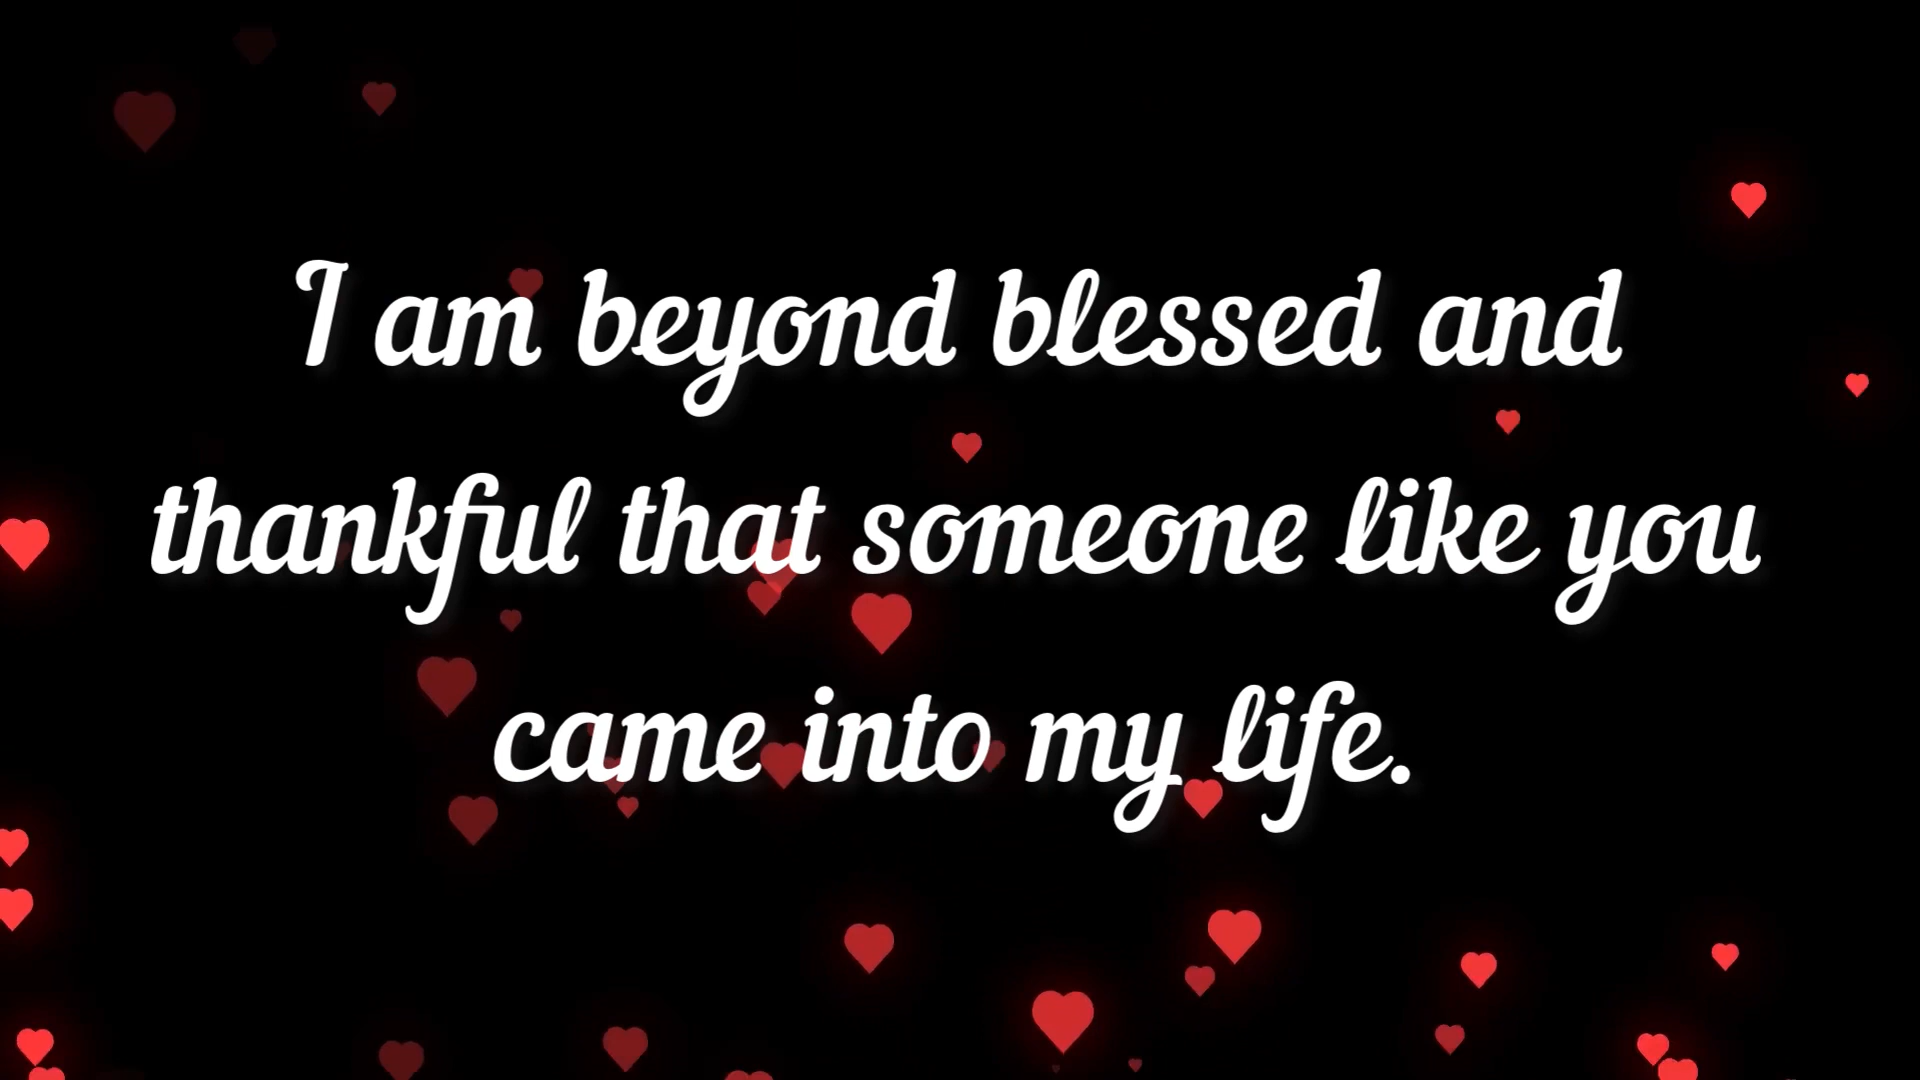 I am beyond blessed and
thankful that someone like you
came into my life.